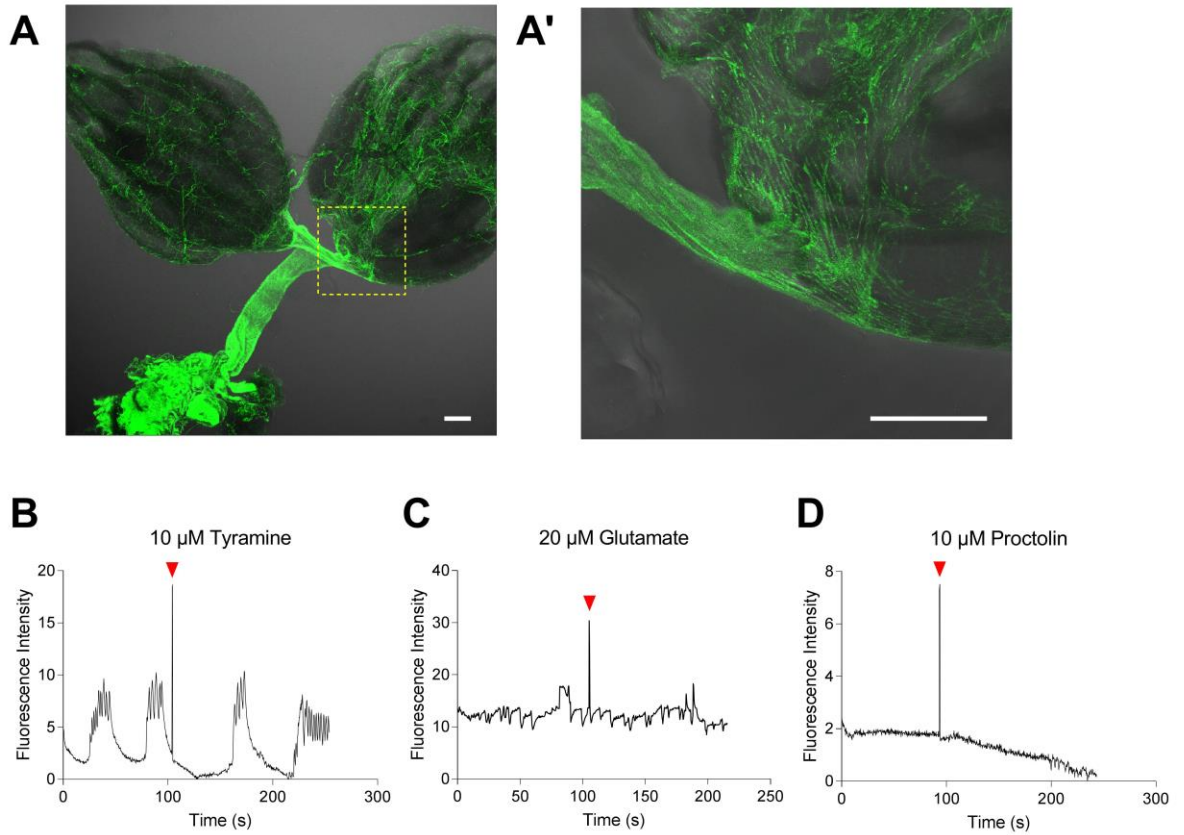 A
A'
B
10 µM Tyramine
20
15
10
5
0
Fluorescence Intensity
0
100
200
300
Time (s)
C
20 µM Glutamate
40
30
20
10
0
Fluorescence Intensity
0
50
100
150
200
250
Time (s)
D
10 µM Proctolin
8
6
4
2
0
Fluorescence Intensity
0
100
200
300
Time (s)